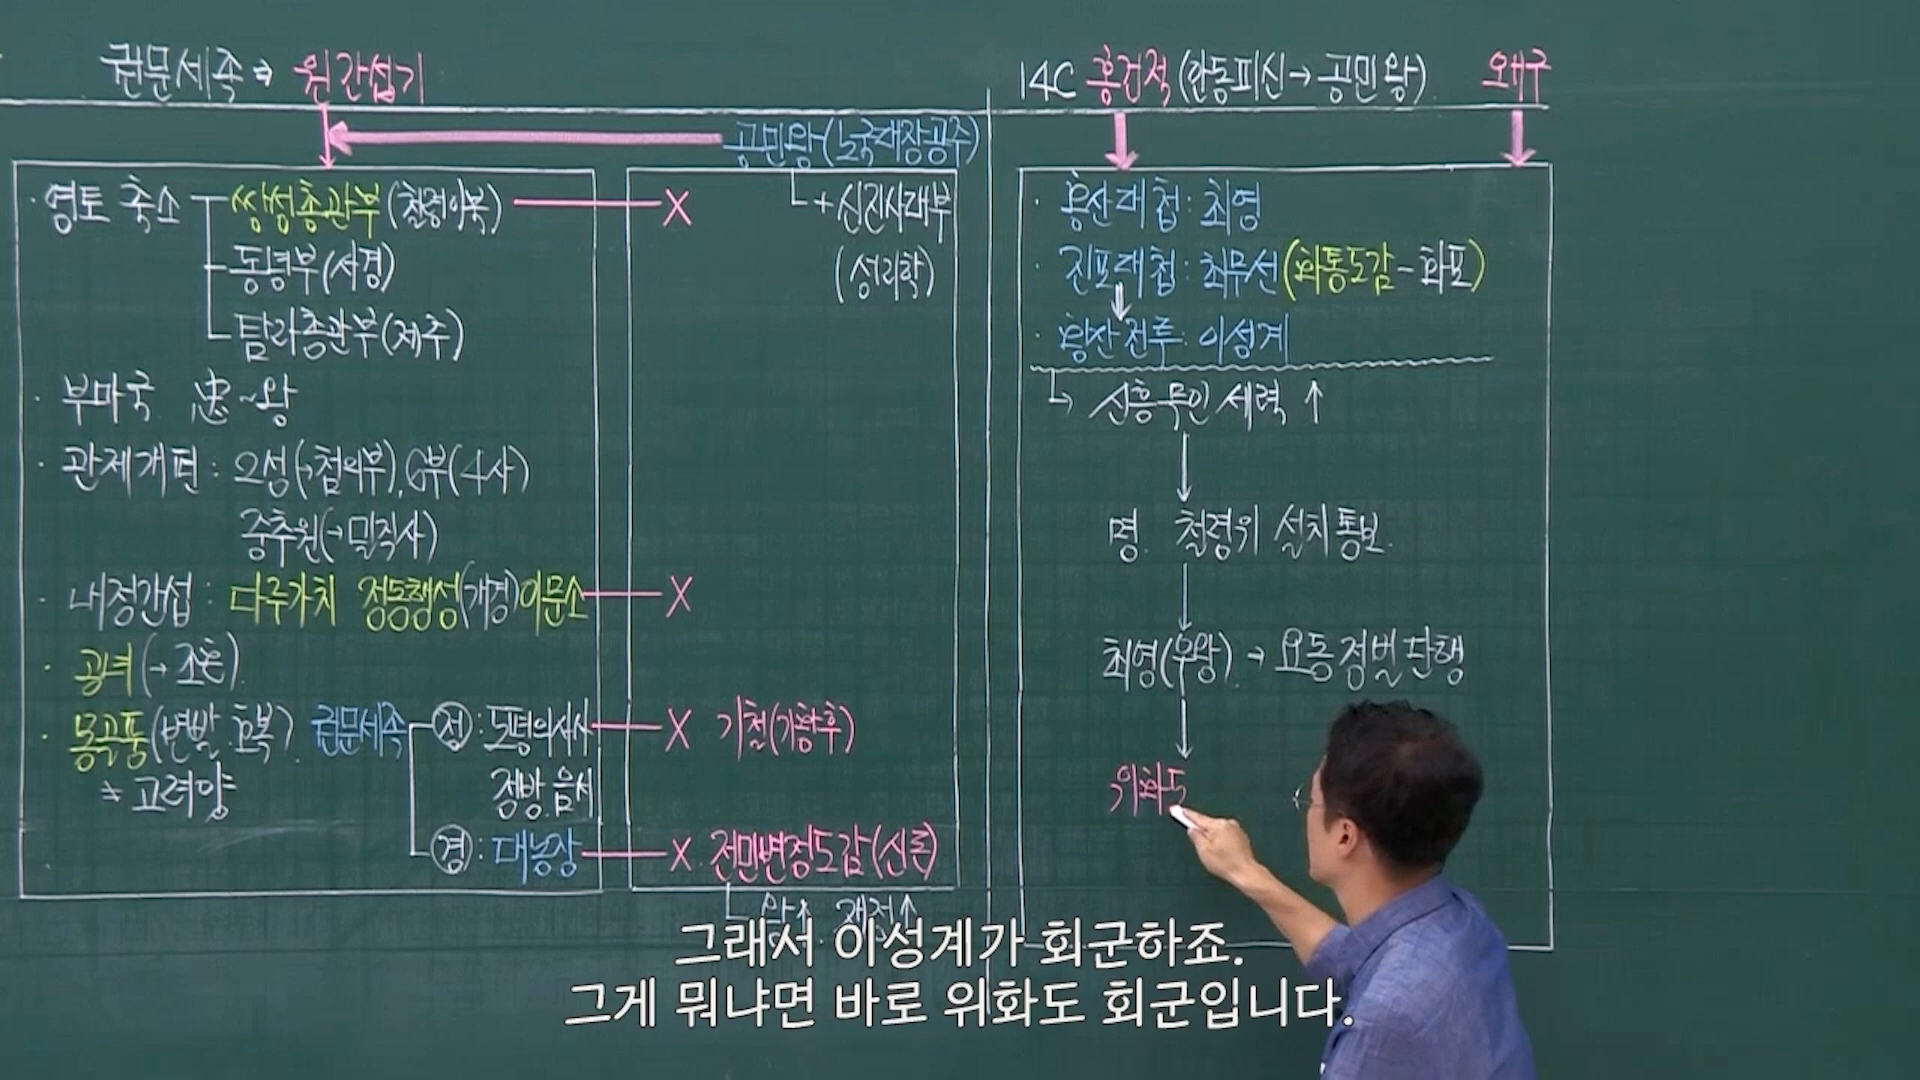 권문세족 ⇒ 원간섭기
공민왕(노국대장공주)
· 영토 축소 쌍성총관부(철령이북) X
동녕부(서경)
탐라총관부(제주)
· 부마국 忠~왕
· 관제개편 : 2성(→첨의부), 6부(4사)
중추원(→밀직사)
· 내정간섭 : 다루가치 정동행성(개경)이문소 X
· 공녀(→조혼)
· 몽골풍(변발, 호복) 권문세족 정 : 도평의사사 X 기철(기황후)
고려양 정방, 음서
경 : 대농장 X 전민변정도감(신돈)
+ 신진사대부
(성리학)
왕↑ 재정↑
14C 홍건적 (안동피신→공민왕) 왜구
· 홍산대첩 : 최영
· 진포대첩 : 최무선(화통도감-화포)
· 황산전투 : 이성계
신흥무인세력 ↑
명. 철령위 설치통보.
최영(우왕) → 요동정벌단행
위화도
그래서 이성계가 회군하죠.
그게 뭐냐면 바로 위화도 회군입니다.